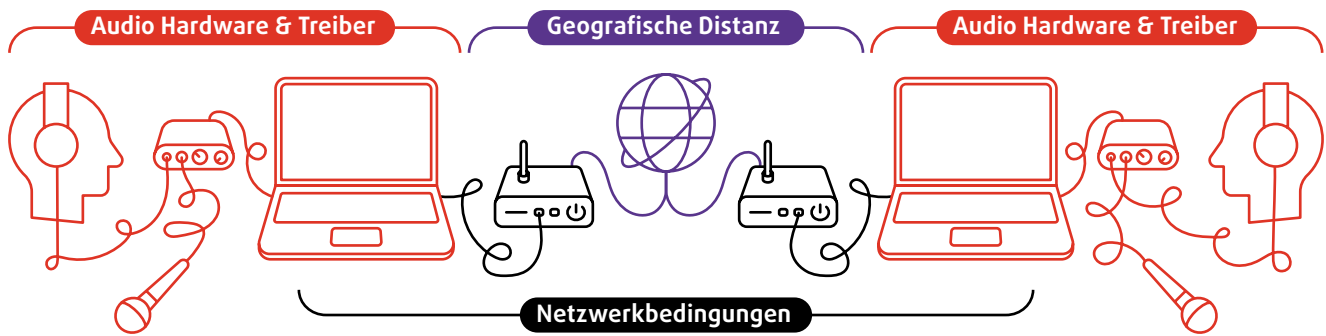 Audio Hardware & Treiber
Geografische Distanz
Audio Hardware & Treiber
Netzwerkbedingungen